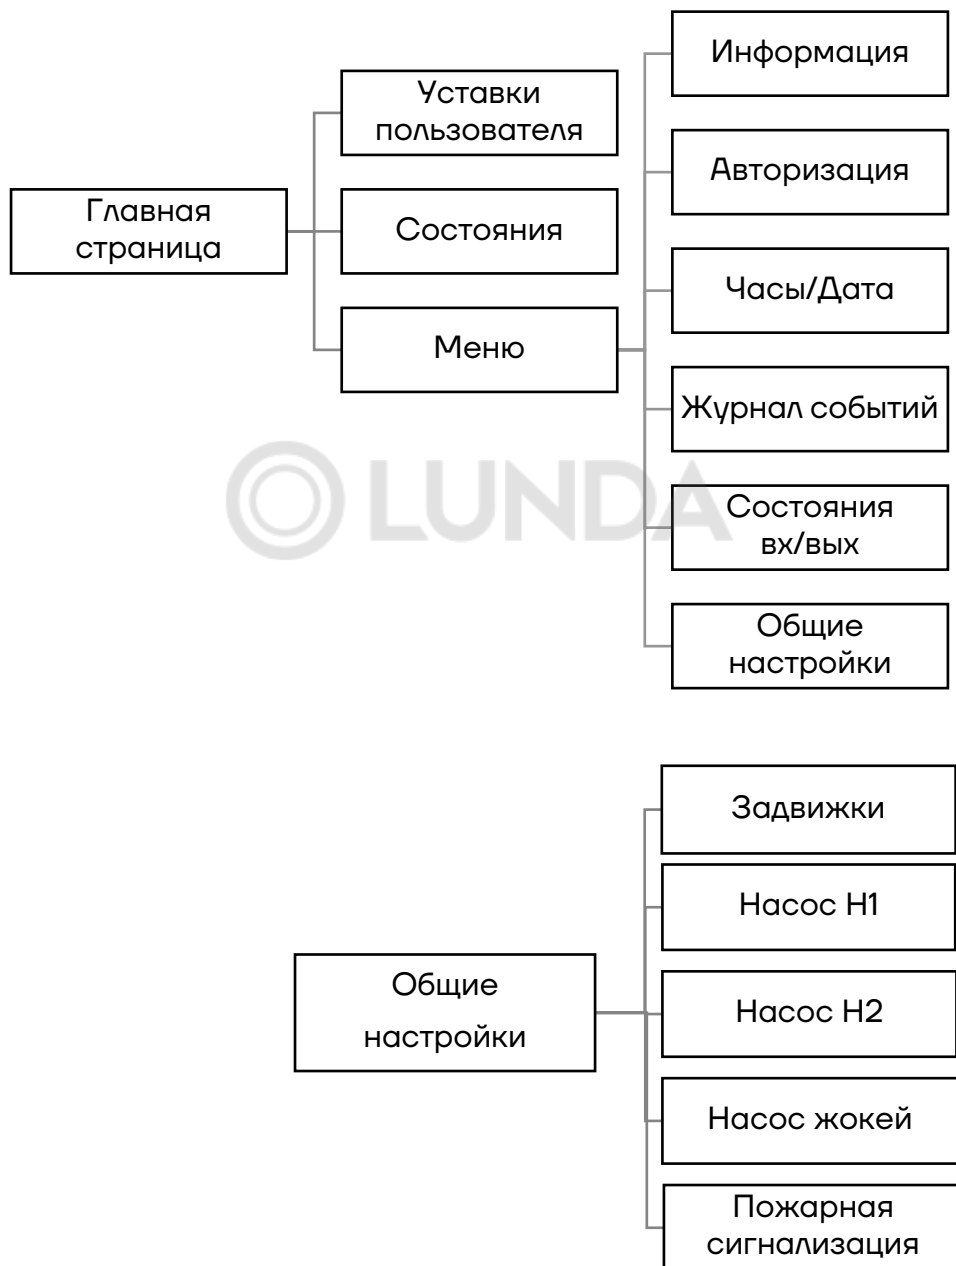 Информация
Уставки
пользователя
Авторизация
Главная
страница
Состояния
Часы/Дата
Меню
Журнал событий
LUNDA
Состояния
вх/вых
Общие
настройки
Задвижки
Насос Н1
Общие
настройки
Насос Н2
Насос жокей
Пожарная
сигнализация